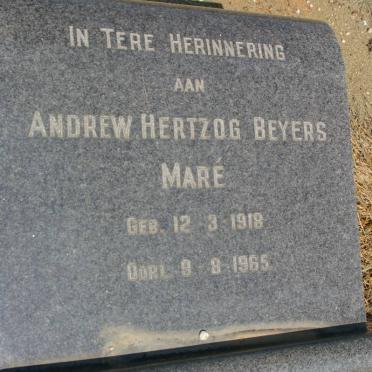 IN TERE HERINNERING
AAN
ANDREW HERTZOG BEYERS
MARÉ
GEB. 12 3 1918
OORL. 9 8 1965